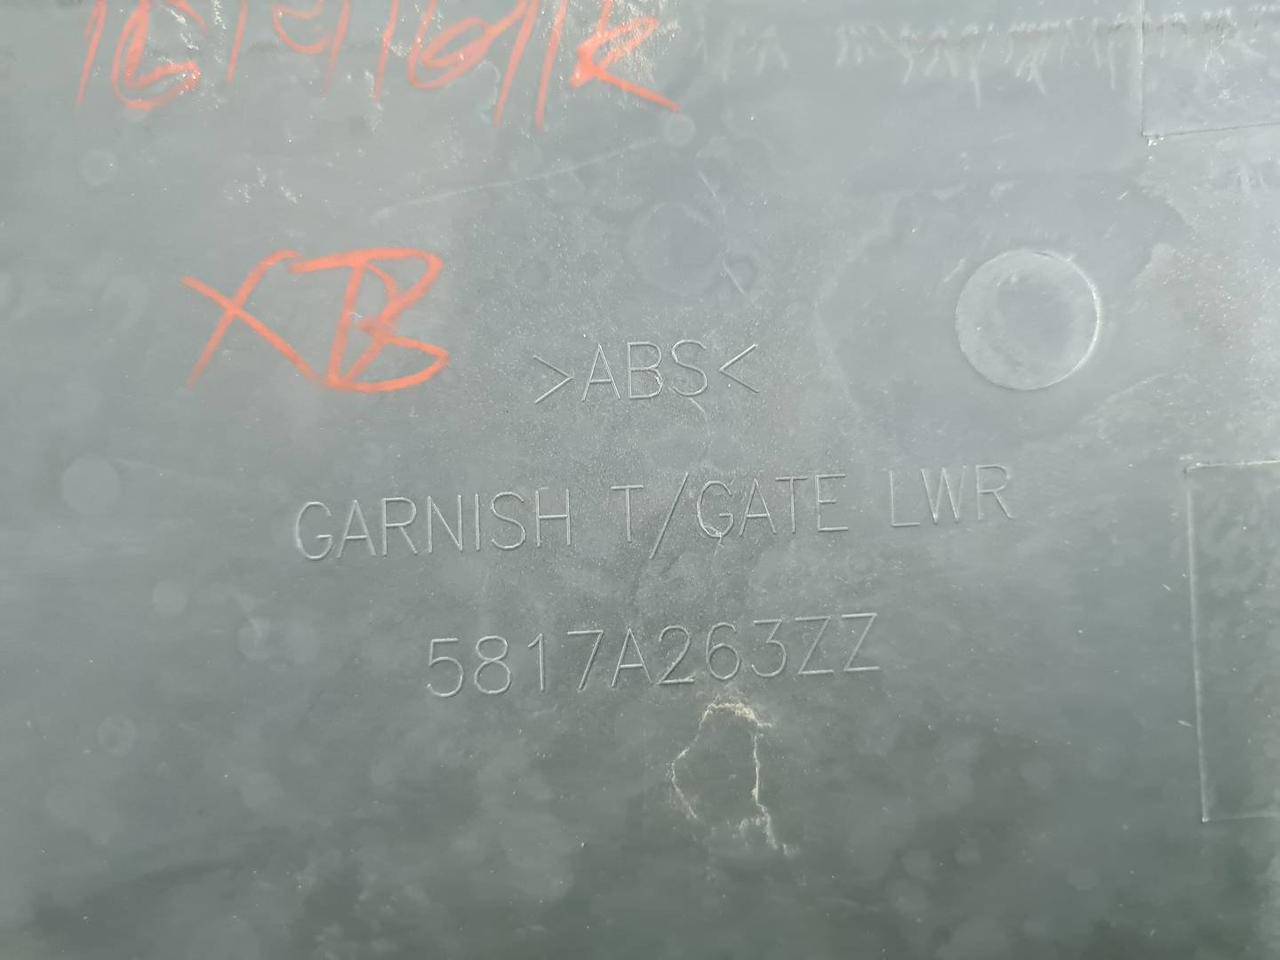 XB
>ABS<
GARNISH T/GATE LWR
5817A263ZZ